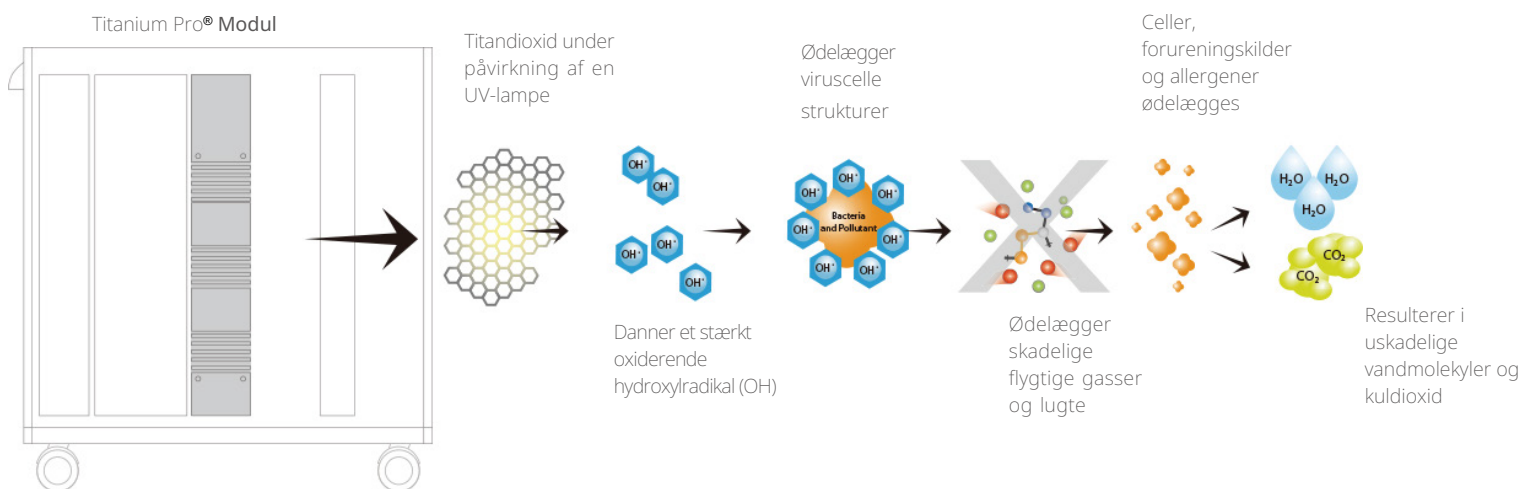 Titanium Pro® Modul
Titandioxid under
påvirkning af en
UV-lampe
OH˙
OH˙
OH˙
OH˙
OH˙
Danner et stærkt
oxiderende
hydroxylradikal (OH)
Ødelægger
viruscelle
strukturer
OH˙
OH˙
OH˙
OH˙
OH˙
OH˙
OH˙
OH˙
Bacteria
and Pollutant
Ødelægger
skadelige
flygtige gasser
og lugte
Celler,
forureningskilder
og allergener
ødelægges
H₂O
H₂O
H₂O
CO₂
CO₂
Resulterer i
uskadelige
vandmolekyler og
kuldioxid